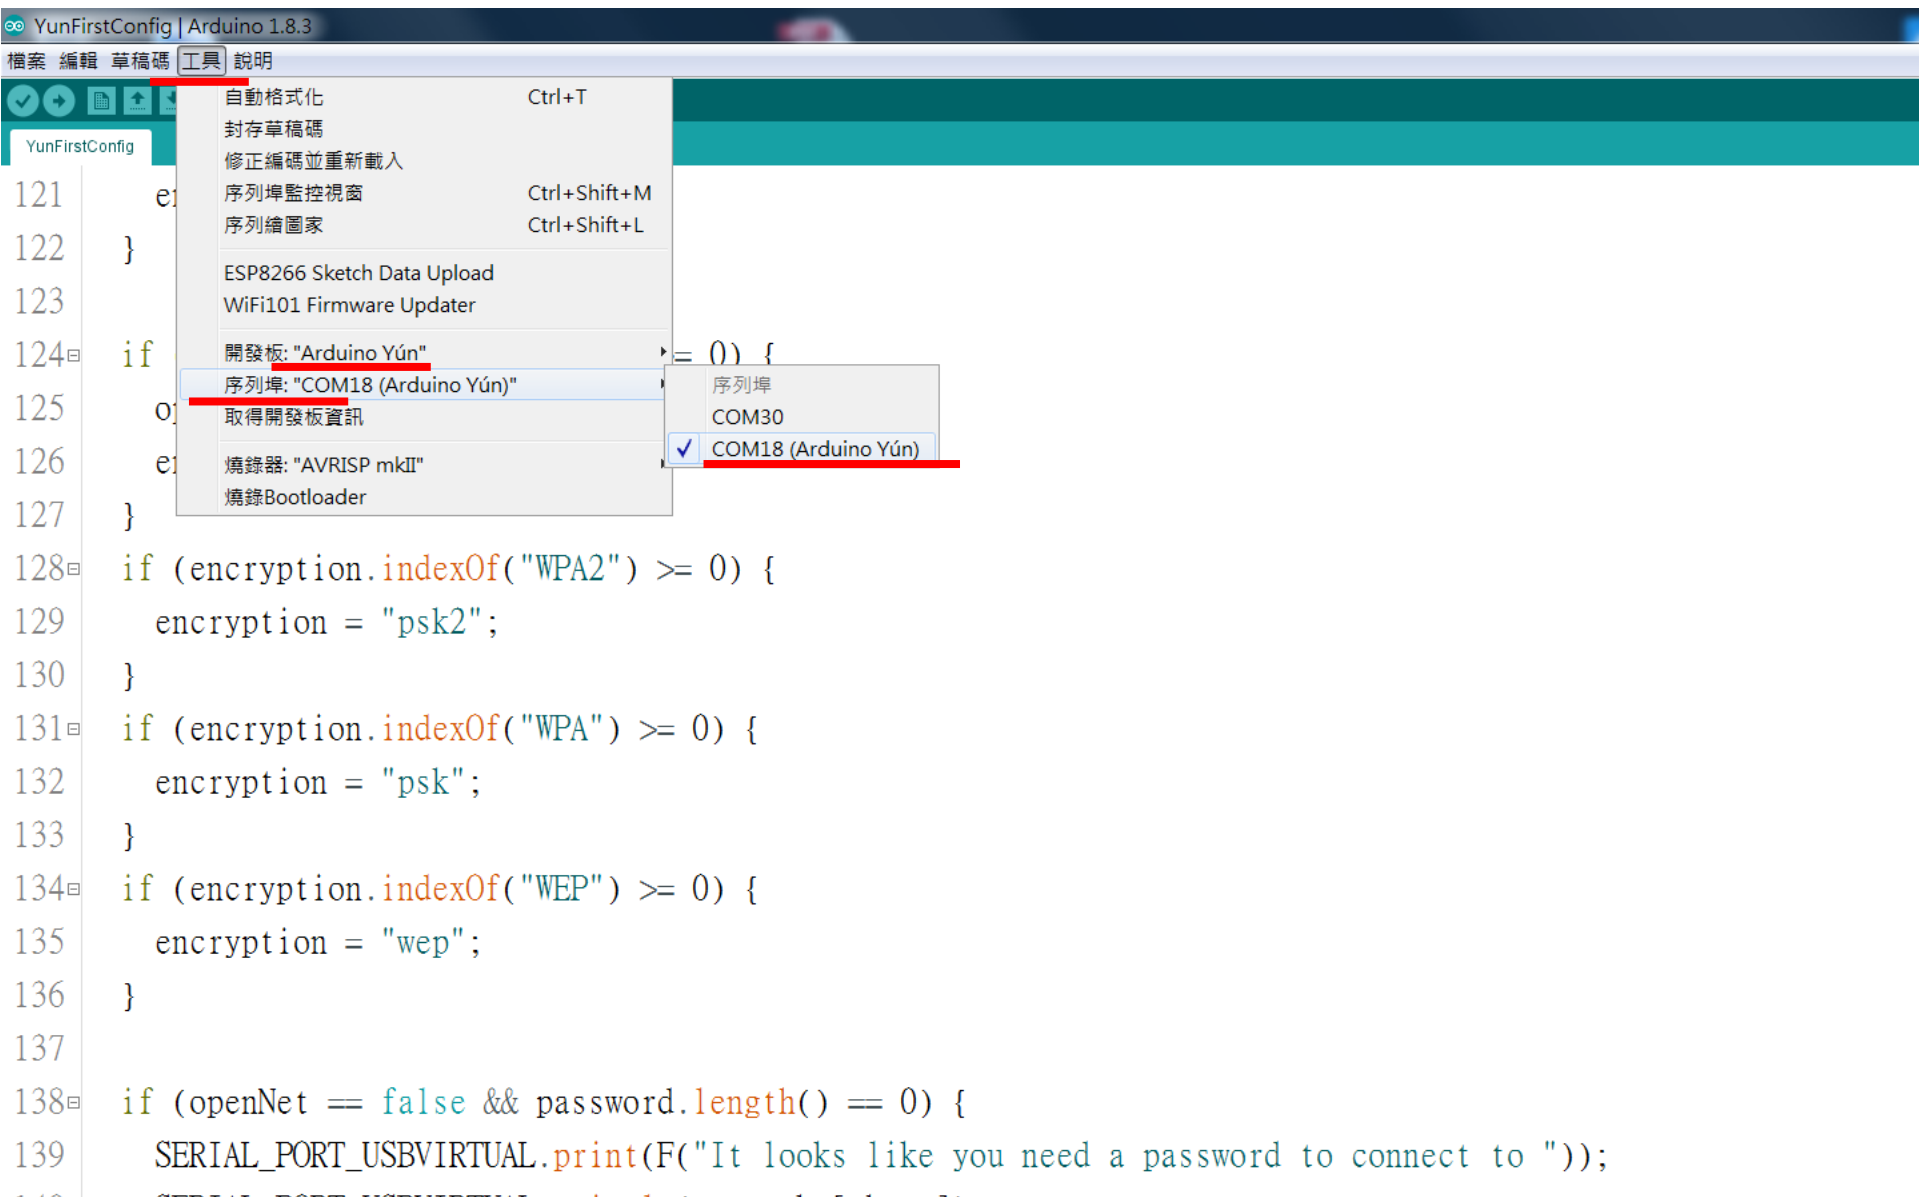 YunFirstConfig | Arduino 1.8.3
檔案 編輯 草稿碼 工具 說明
YunFirstConfig
自動格式化 Ctrl+T
封存草稿碼
修正編碼並重新載入
序列埠監控視窗 Ctrl+Shift+M
序列繪圖家 Ctrl+Shift+L
ESP8266 Sketch Data Upload
WiFi101 Firmware Updater
開發板: "Arduino Yún"
序列埠: "COM18 (Arduino Yún)"
取得開發板資訊
燒錄器: "AVRISP mkII"
燒錄Bootloader
序列埠
COM30
COM18 (Arduino Yún)
121
122 }
123
124 if = 0) {
125
126
127 }
128 if (encryption.indexOf("WPA2") >= 0) {
129 encryption = "psk2";
130 }
131 if (encryption.indexOf("WPA") >= 0) {
132 encryption = "psk";
133 }
134 if (encryption.indexOf("WEP") >= 0) {
135 encryption = "wep";
136 }
137
138 if (openNet == false && password.length() == 0) {
139 SERIAL_PORT_USBVIRTUAL.print(F("It looks like you need a password to connect to "));